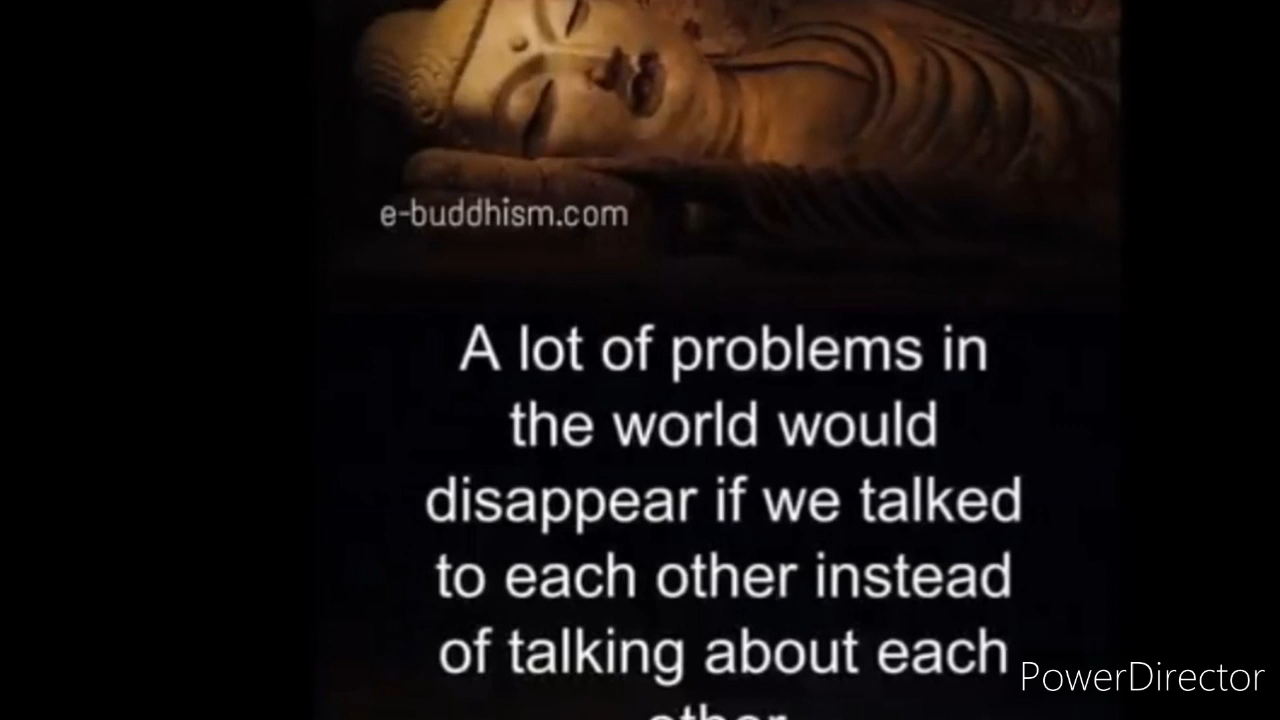 e-buddhism.com
A lot of problems in
the world would
disappear if we talked
to each other instead
of talking about each
other
PowerDirector